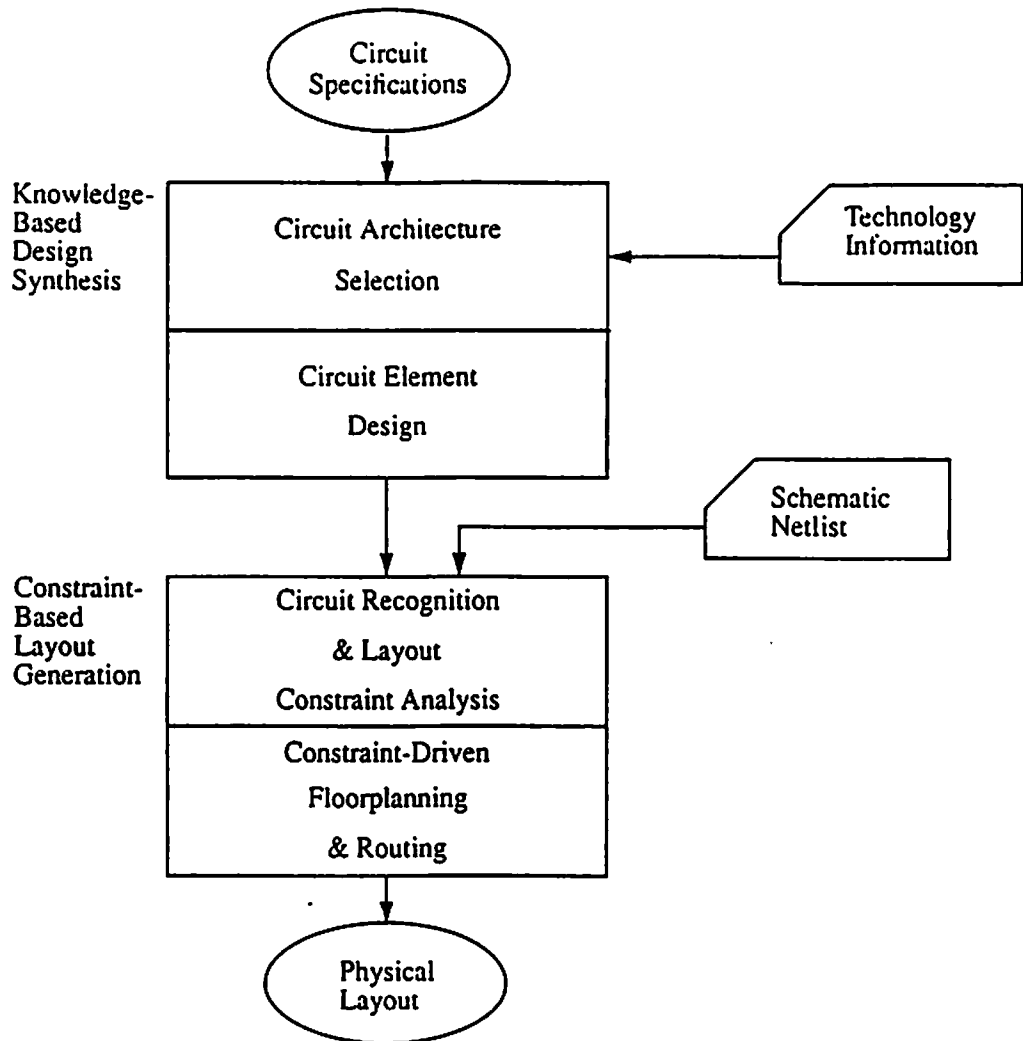 Circuit
Specifications
Knowledge-
Based
Design
Synthesis
Circuit Architecture
Selection
Technology
Information
Circuit Element
Design
Schematic
Netlist
Constraint-
Based
Layout
Generation
Circuit Recognition
& Layout
Constraint Analysis
Constraint-Driven
Floorplanning
& Routing
Physical
Layout